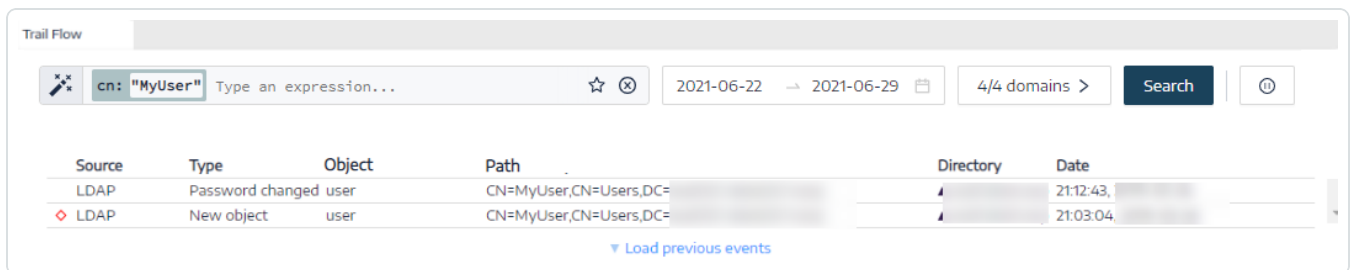 Trail Flow
cn: "MyUser" Type an expression... 2021-06-22 → 2021-06-29 4/4 domains > Search
Source Type Object Path Directory Date
LDAP Password changed user CN=MyUser,CN=Users,DC= 21:12:43,
LDAP New object user CN=MyUser,CN=Users,DC= 21:03:04,
▼ Load previous events